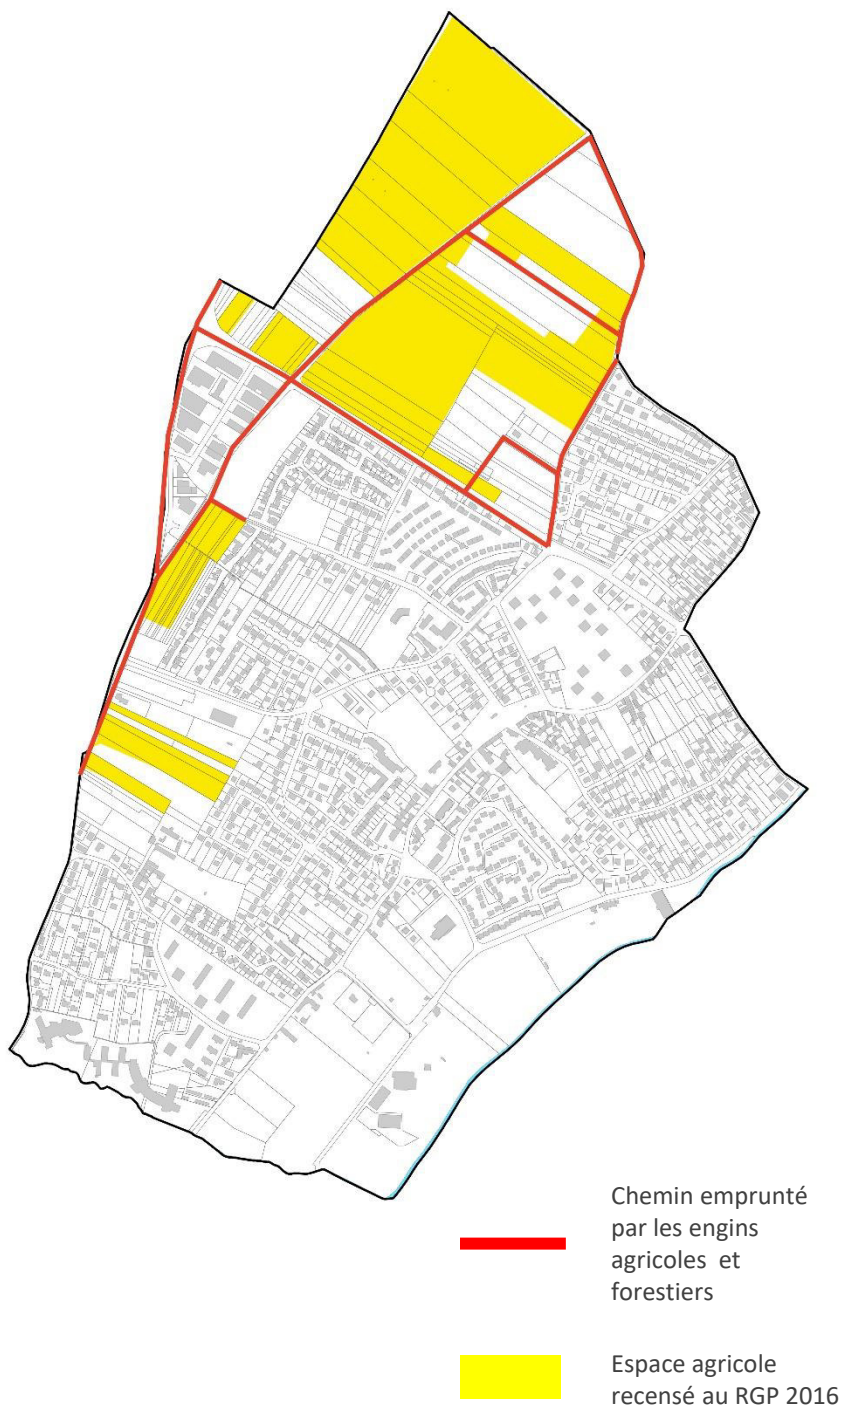 Chemin emprunté
par les engins
agricoles et
forestiers
Espace agricole
recensé au RGP 2016